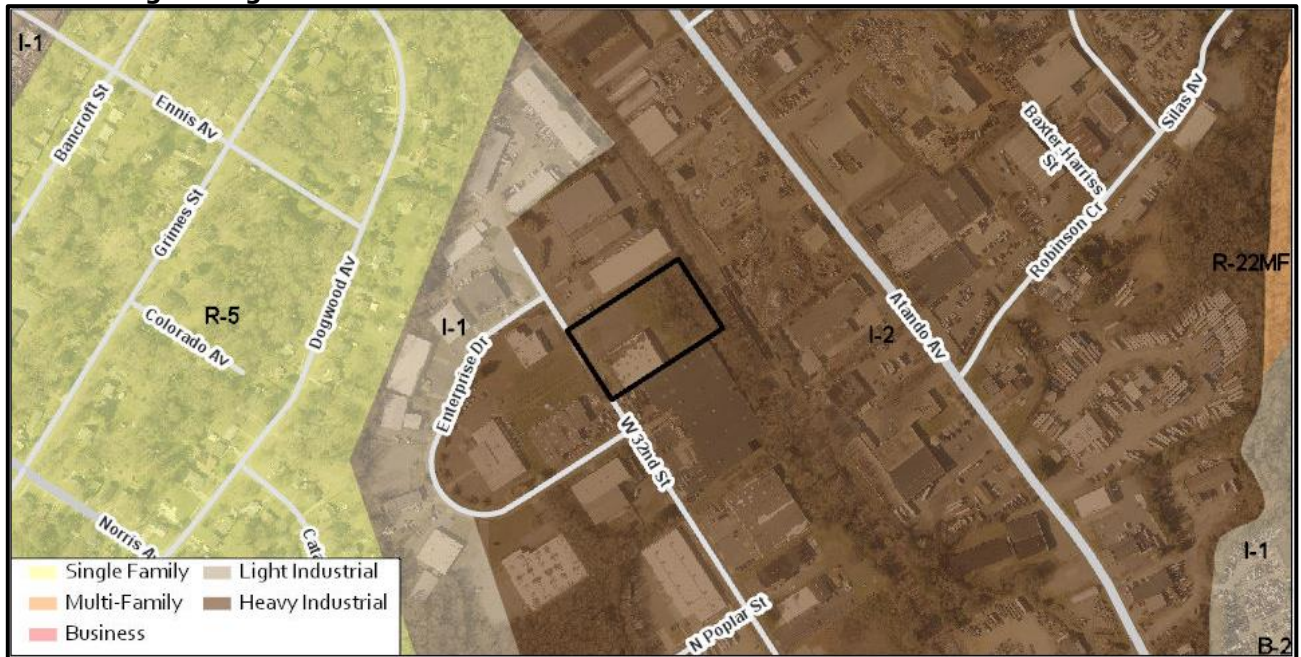 I-1
Bancroft St
Ennis Av
Grimes St
Colorado Av
R-5
Dogwood Av
I-1
Enterprise Dr
W 32nd St
Norris Av
Cata
N Poplar St
Atando Av
I-2
Baxter-Harriss
St
Silas Av
Robinson Cr
R-22MF
I-1
B-2
Single Family
Light Industrial
Multi-Family
Heavy Industrial
Business